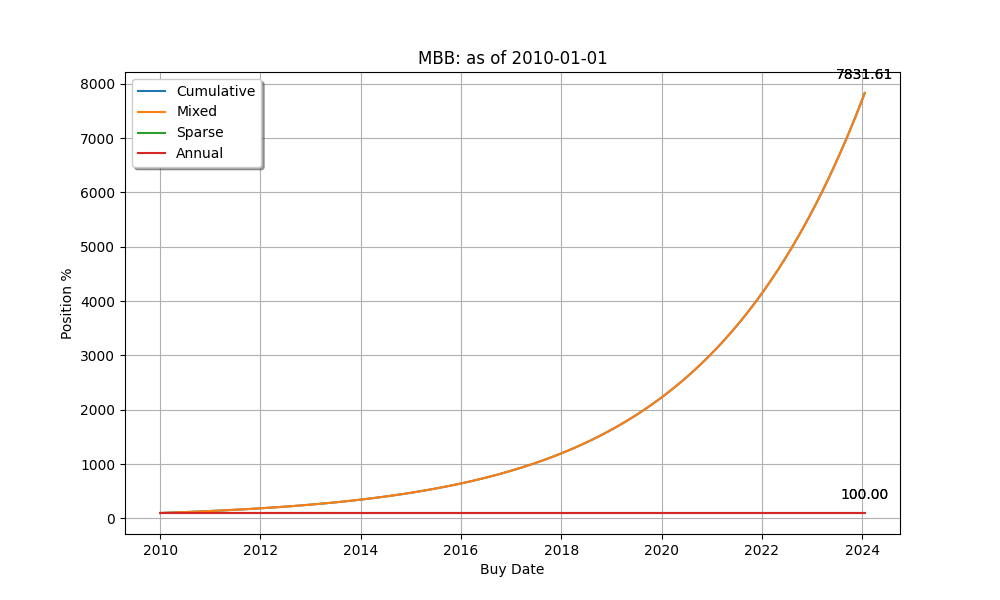 MBB: as of 2010-01-01
7831.61
Cumulative
Mixed
Sparse
Annual
8000
7000
6000
5000
4000
3000
2000
1000
0
Position %
100.00
2010 2012 2014 2016 2018 2020 2022 2024
Buy Date